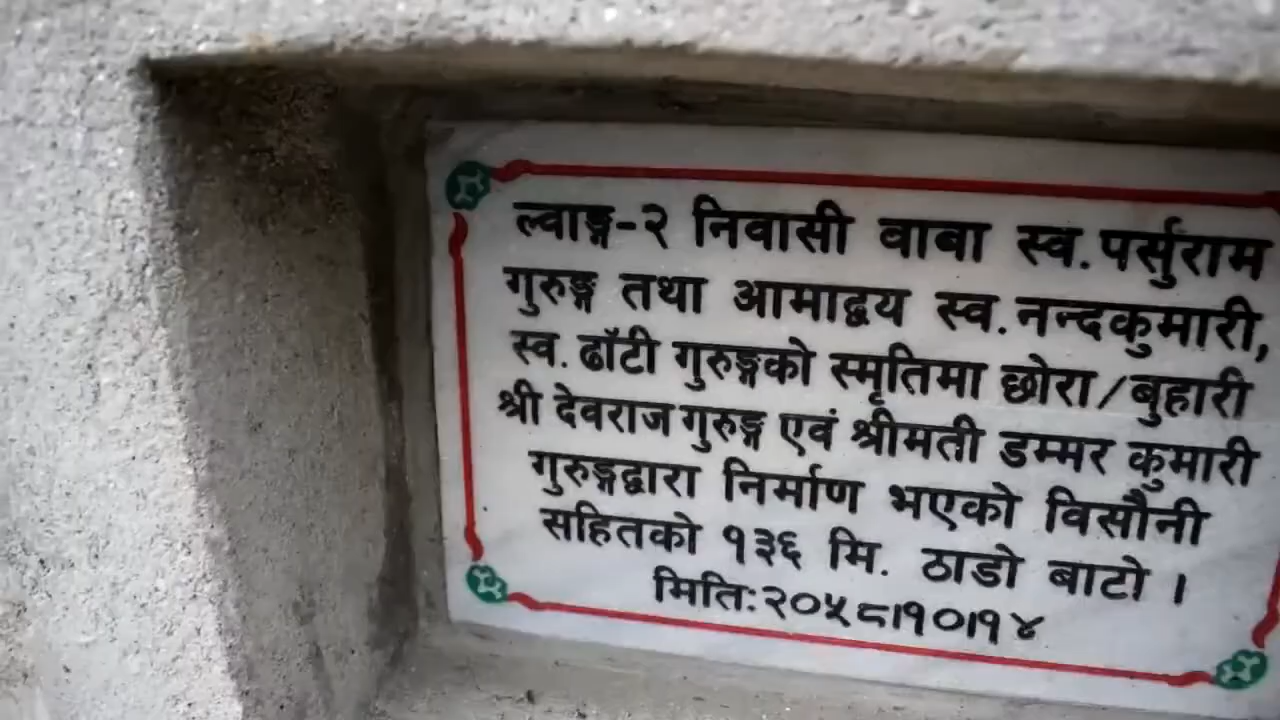 ल्वाङ्ग-२ निवासी वाबा स्व.पर्सुराम
गुरुङ्ग तथा आमाद्वय स्व.नन्दकुमारी,
स्व. ढाँटी गुरुङ्गको स्मृतिमा छोरा/बुहारी
श्री देवराज गुरुङ्ग एवं श्रीमती डम्मर कुमारी
गुरुङ्गद्वारा निर्माण भएको विसौनी
सहितको १३६ मि. ठाडो बाटो ।
मिति:२०५८।१०।१४